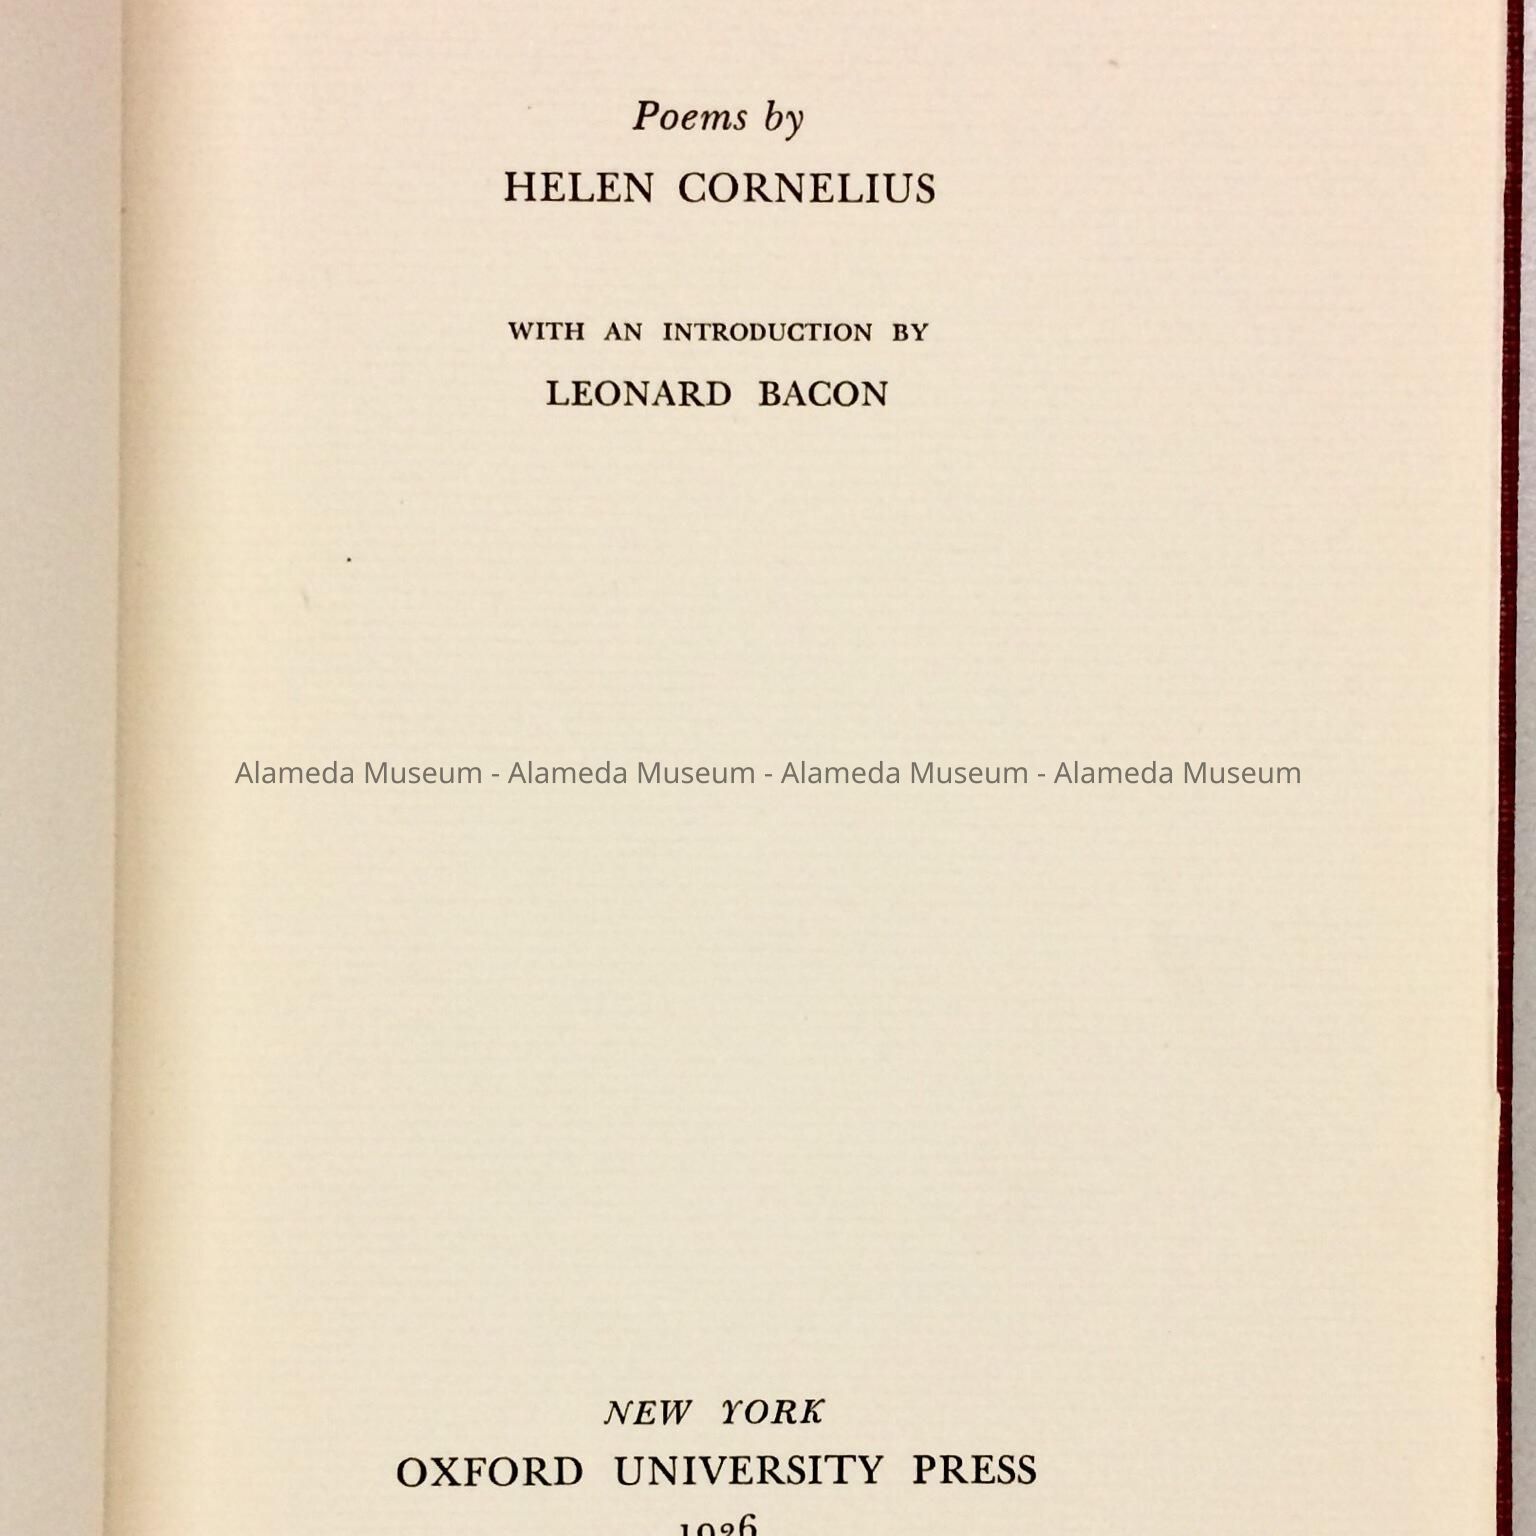 Poems by
HELEN CORNELIUS
WITH AN INTRODUCTION BY
LEONARD BACON
Alameda Museum - Alameda Museum - Alameda Museum - Alameda Museum
NEW YORK
OXFORD UNIVERSITY PRESS